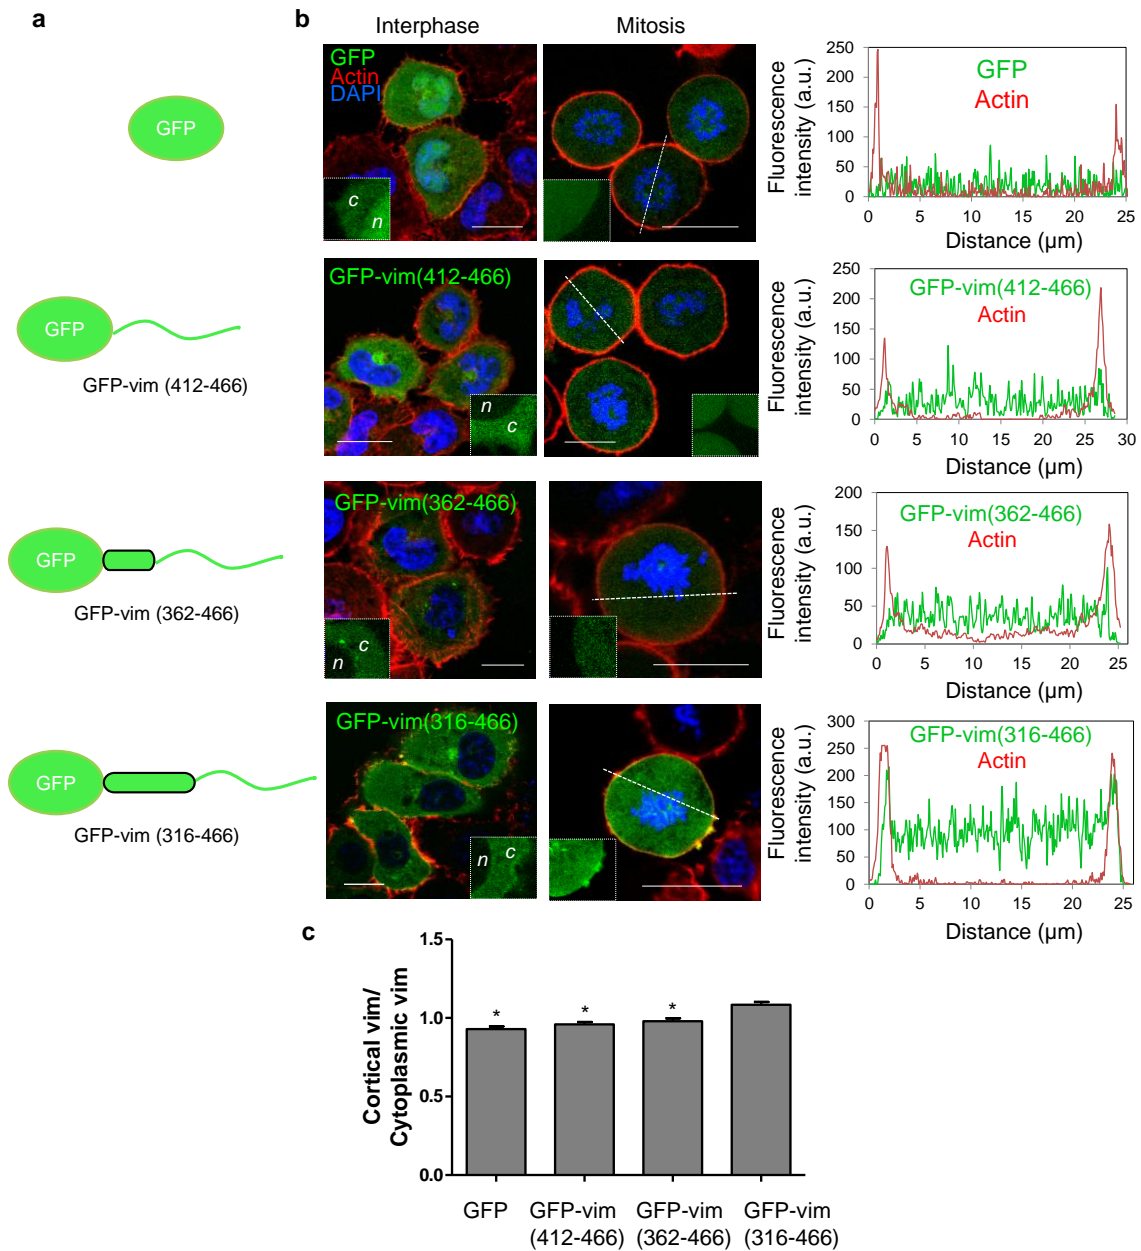 a
GFP
GFP
GFP-vim (412-466)
GFP
GFP-vim (362-466)
GFP
GFP-vim (316-466)
b
Interphase
Mitosis
GFP
Actin
DAPI
c
n
Fluorescence
intensity (a.u.)
250
200
150
100
50
0
GFP
Actin
0
5
10
15
20
25
Distance (µm)
GFP-vim(412-466)
n
c
Fluorescence
intensity (a.u.)
250
200
150
100
50
0
GFP-vim(412-466)
Actin
0
5
10
15
20
25
30
Distance (µm)
GFP-vim(362-466)
c
n
Fluorescence
intensity (a.u.)
200
150
100
50
0
GFP-vim(362-466)
Actin
0
5
10
15
20
25
Distance (µm)
GFP-vim(316-466)
n
c
Fluorescence
intensity (a.u.)
300
250
200
150
100
50
0
GFP-vim(316-466)
Actin
0
5
10
15
20
25
Distance (µm)
c
Cortical vim/
Cytoplasmic vim
1.5
1.0
0.5
0.0
*
*
*
GFP
GFP-vim
(412-466)
GFP-vim
(362-466)
GFP-vim
(316-466)